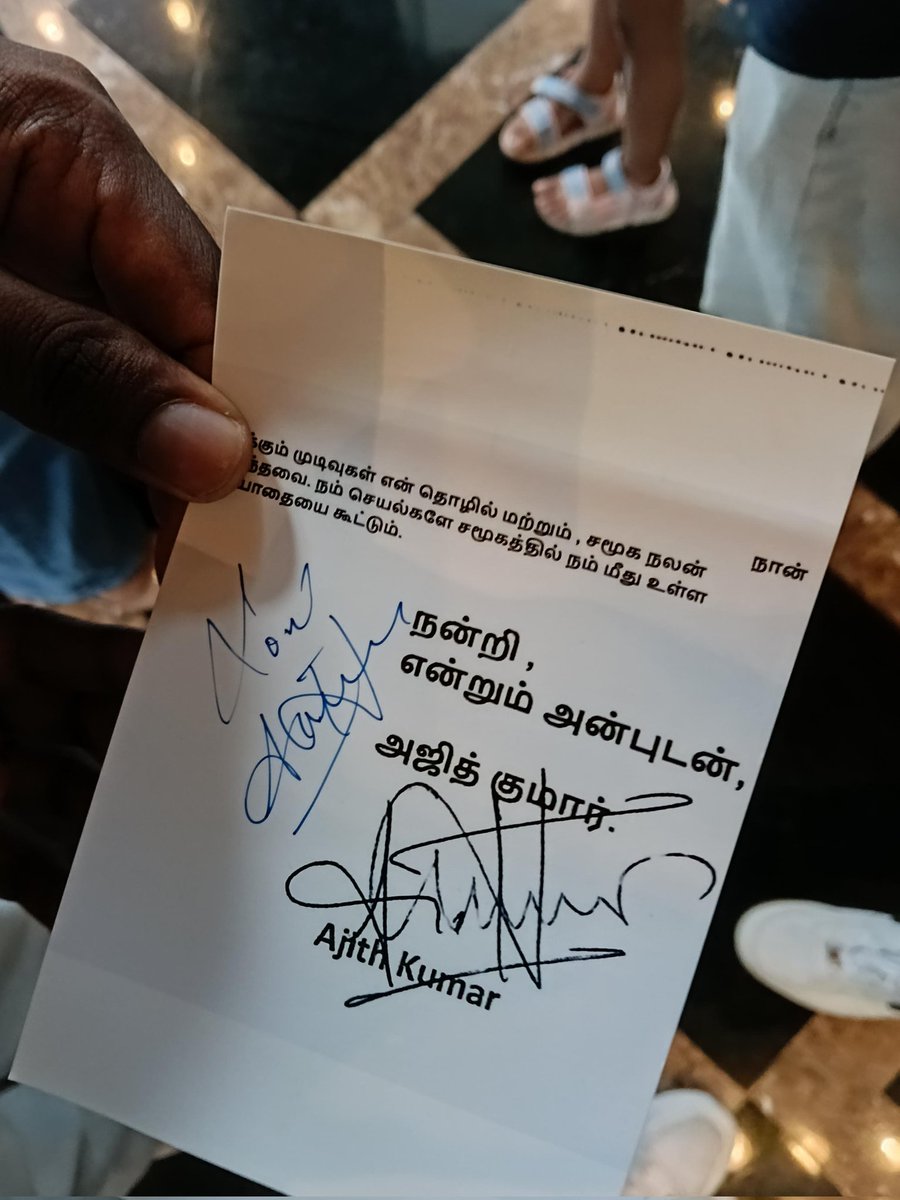 முடிவுகள் என் தொழில் மற்றும் , சமூக நலன் நான்
நம் செயல்களே சமூகத்தில் நம் மீது உள்ள
கூட்டும்.
நன்றி ,
என்றும் அன்புடன்,
அஜித் குமார்.
Ajith Kumar